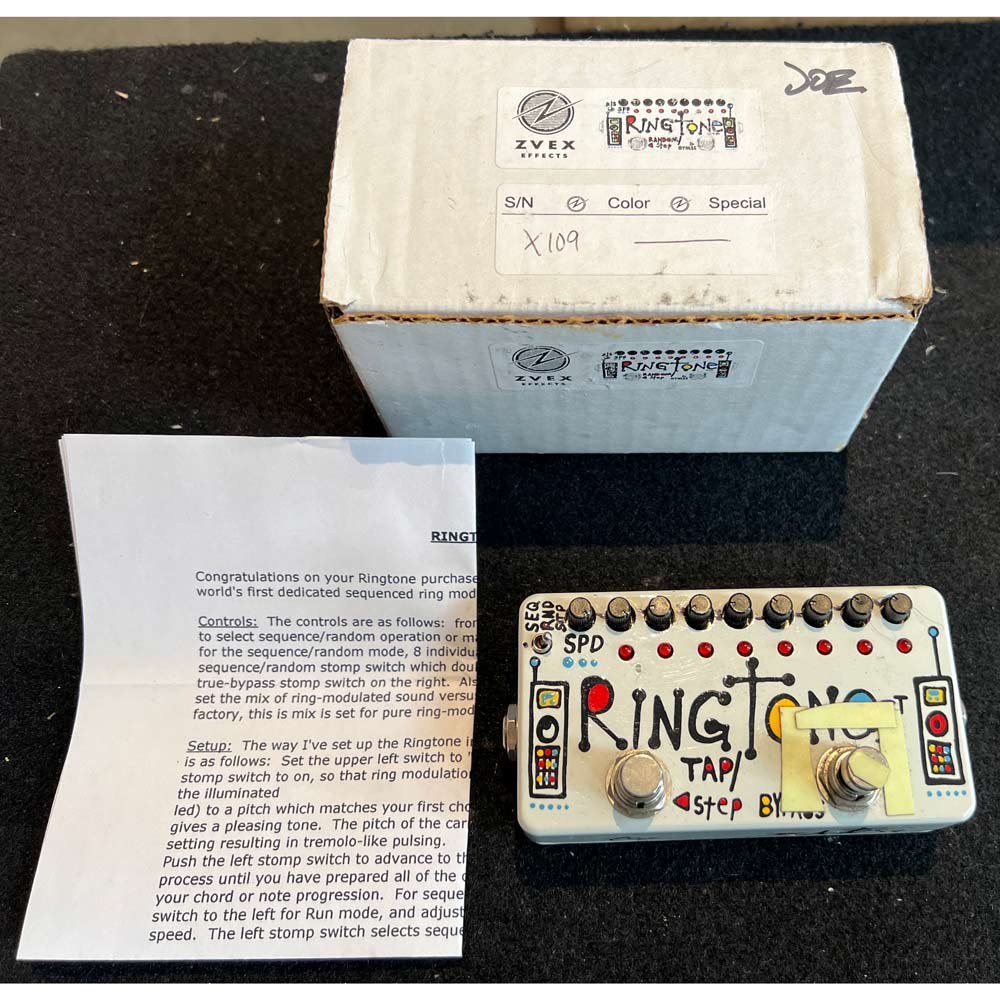 JOE
ZVEX
EFFECTS
SPD
RINGTONE
RANDOM/
step
S/N Color Special
X109
ZVEX
EFFECTS
RINGTONE
RINGT
Congratulations on your Ringtone purchase
world's first dedicated sequenced ring mod
Controls: The controls are as follows: from
to select sequence/random operation or ma
for the sequence/random mode, 8 individu
sequence/random stomp switch which dou
true-bypass stomp switch on the right. Als
set the mix of ring-modulated sound versu
factory, this is mix is set for pure ring-mod
Setup: The way I've set up the Ringtone i
is as follows: Set the upper left switch to "
stomp switch to on, so that ring modulatio
the illuminated
led) to a pitch which matches your first cho
gives a pleasing tone. The pitch of the car
setting resulting in tremolo-like pulsing.
Push the left stomp switch to advance to th
process until you have prepared all of the c
your chord or note progression. For seque
switch to the left for Run mode, and adjust
speed. The left stomp switch selects seque
SEQ
RND
STP
SPD
RINGTONE
TT
TAP/
step BYPASS